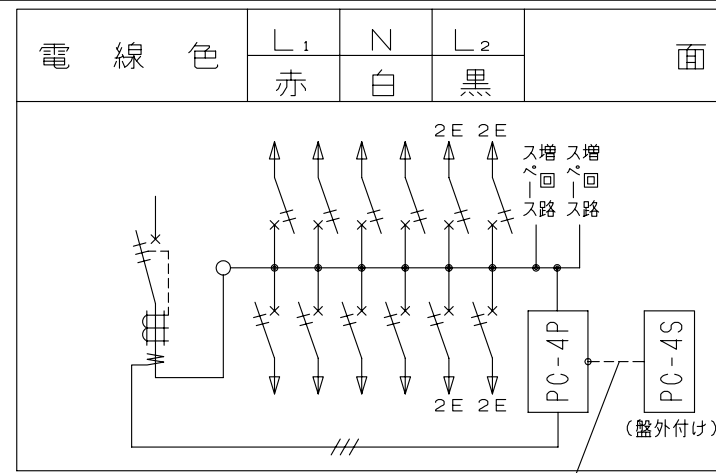 電線色 L₁ N L₂ 面
赤 白 黒
2E 2E
増回路スペース 増回路スペース
PC-4P
PC-4S
(盤外付け)
2E 2E